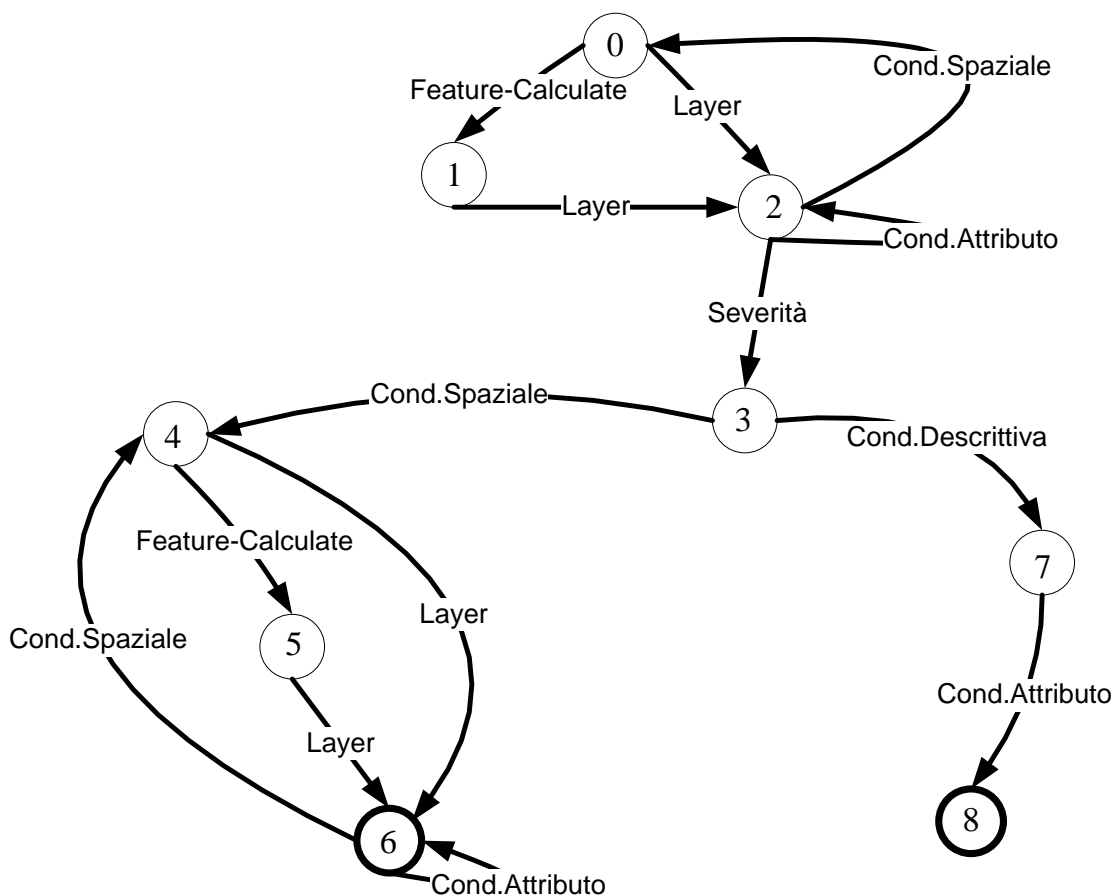 0
Cond.Spaziale
Feature-Calculate
Layer
1
2
Layer
Cond.Attributo
Severità
Cond.Spaziale
3
4
Cond.Descrittiva
Feature-Calculate
7
Layer
5
Cond.Spaziale
Cond.Attributo
Layer
8
6
Cond.Attributo